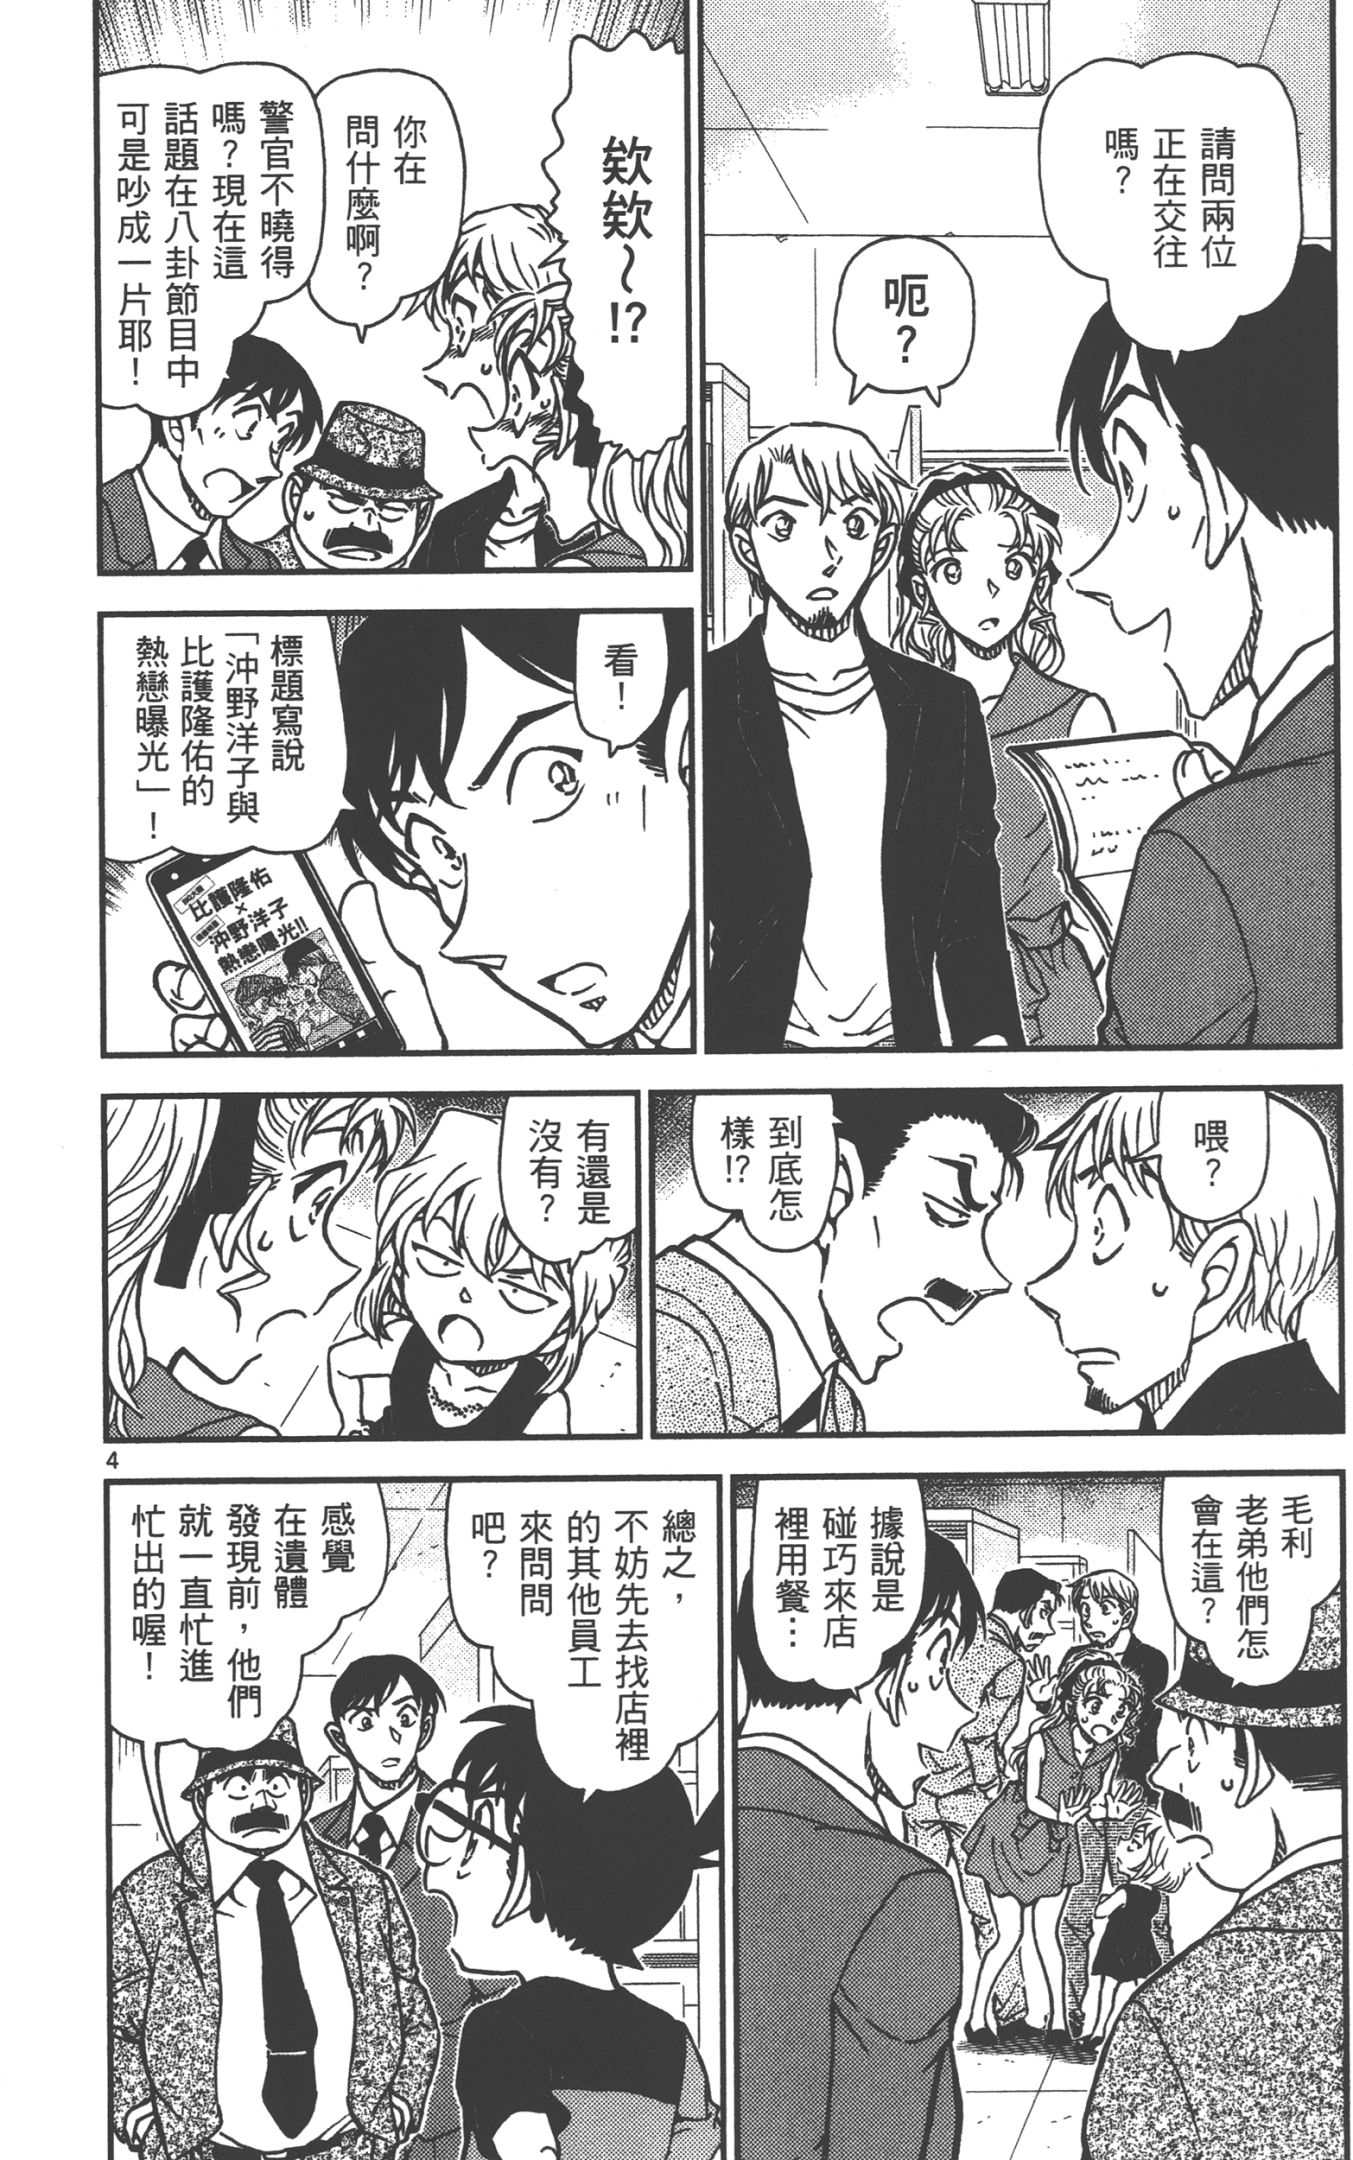 請問兩位
正在交往
嗎？
呃？
欸欸～!?
你在
問什麼啊？
警官不曉得
嗎？現在這
話題在八卦節目中
可是吵成一片耶！
看！
標題寫說
「沖野洋子與
比護隆佑的
熱戀曝光」！
比護隆佑
×
沖野洋子
熱戀曝光!!
喂？
到底怎
樣!?
有還是
沒有？
4
毛利
老弟他們怎
會在這？
據說是
碰巧來店
裡用餐…
總之，
不妨先去找店裡
的其他員工
來問問
吧？
感覺
在遺體
發現前，他們
就一直忙進
忙出的喔！